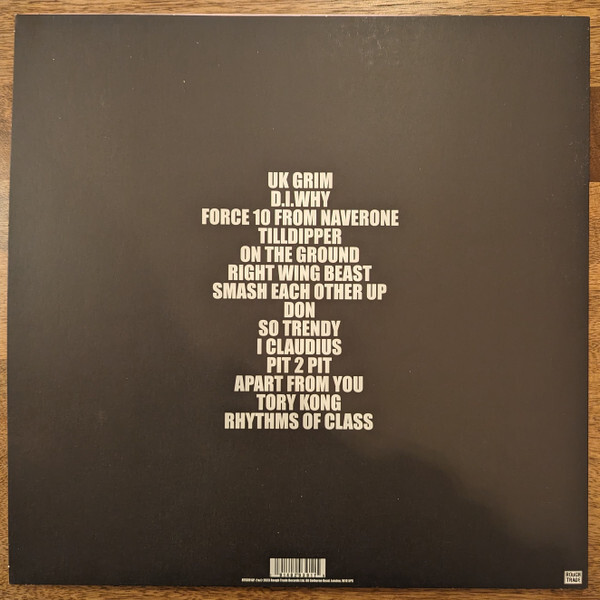 UK GRIM
D.I.WHY
FORCE 10 FROM NAVERONE
TILLDIPPER
ON THE GROUND
RIGHT WING BEAST
SMASH EACH OTHER UP
DON
SO TRENDY
I CLAUDIUS
PIT 2 PIT
APART FROM YOU
TORY KONG
RHYTHMS OF CLASS
ROUGH
TRADE